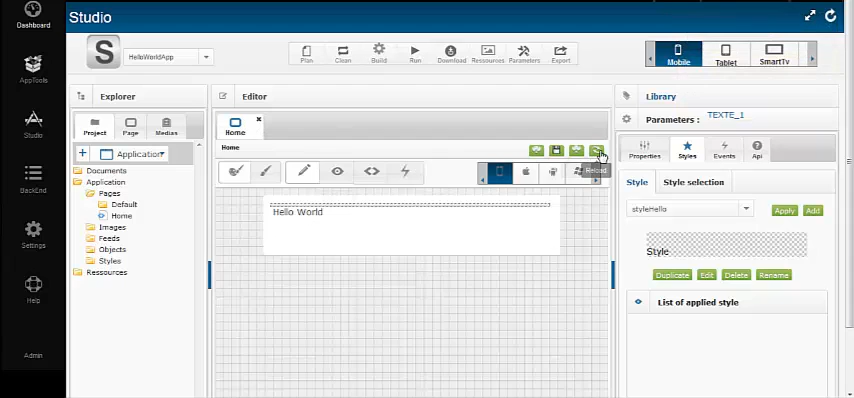 Dashboard
AppTools
Studio
BackEnd
Settings
Help
Admin
Studio
S
HelloWorldApp
Plan
Clean
Build
Run
Download
Ressources
Parameters
Export
Mobile
Tablet
SmartTv
Explorer
Project
Page
Medias
Application
Documents
Application
Pages
Default
Home
Images
Feeds
Objects
Styles
Ressources
Editor
Home
Home
Reload
Hello World
Library
Parameters :
TEXTE_1
Properties
Styles
Events
Api
Style
Style selection
styleHello
Apply
Add
Style
Duplicate
Edit
Delete
Rename
List of applied style